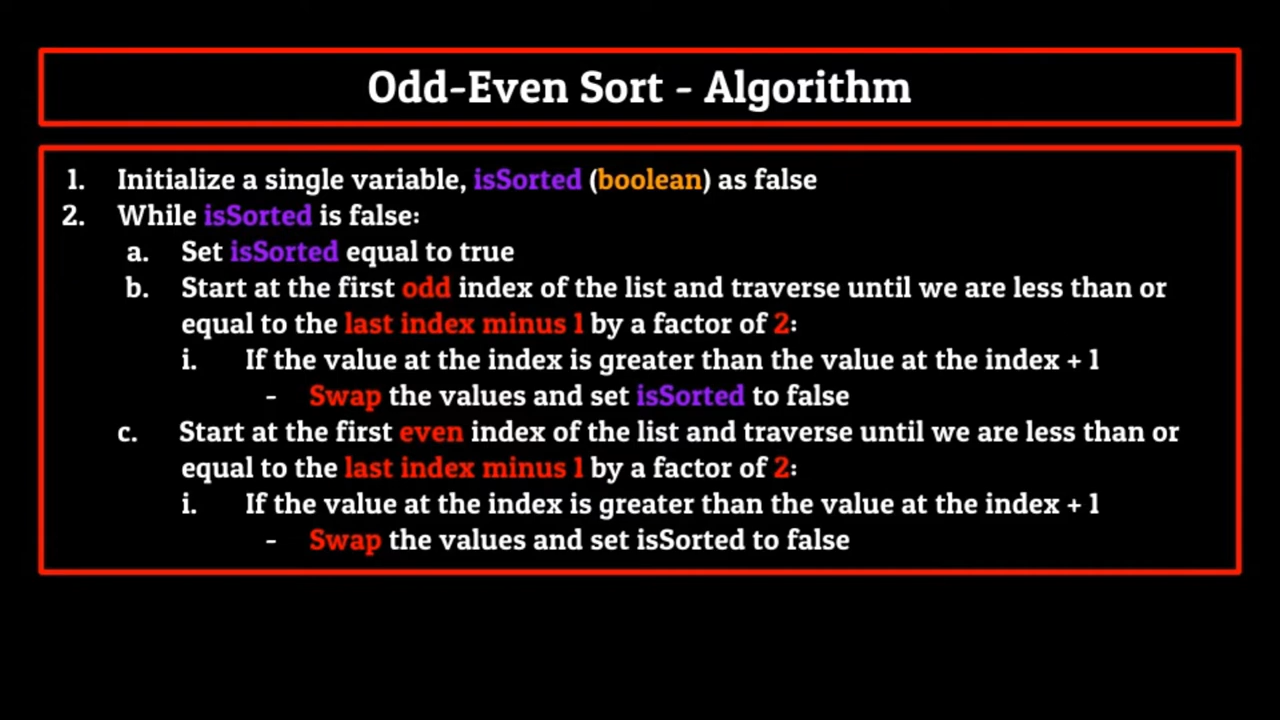 Odd-Even Sort - Algorithm
1. Initialize a single variable, isSorted (boolean) as false
2. While isSorted is false:
a. Set isSorted equal to true
b. Start at the first odd index of the list and traverse until we are less than or
equal to the last index minus 1 by a factor of 2:
i. If the value at the index is greater than the value at the index + 1
- Swap the values and set isSorted to false
c. Start at the first even index of the list and traverse until we are less than or
equal to the last index minus 1 by a factor of 2:
i. If the value at the index is greater than the value at the index + 1
- Swap the values and set isSorted to false